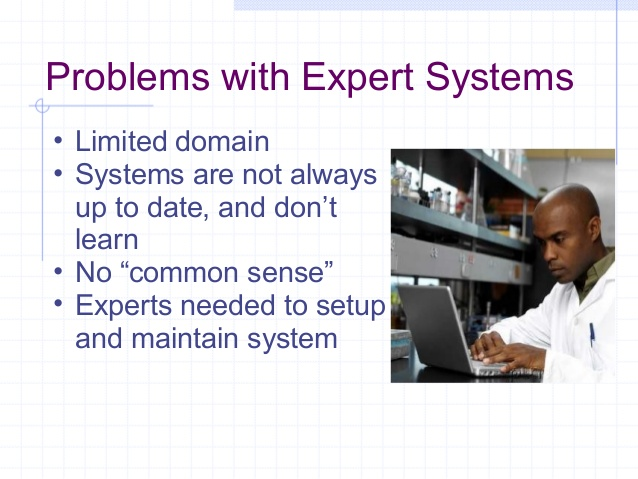 Problems with Expert Systems
• Limited domain
• Systems are not always
up to date, and don’t
learn
• No “common sense”
• Experts needed to setup
and maintain system